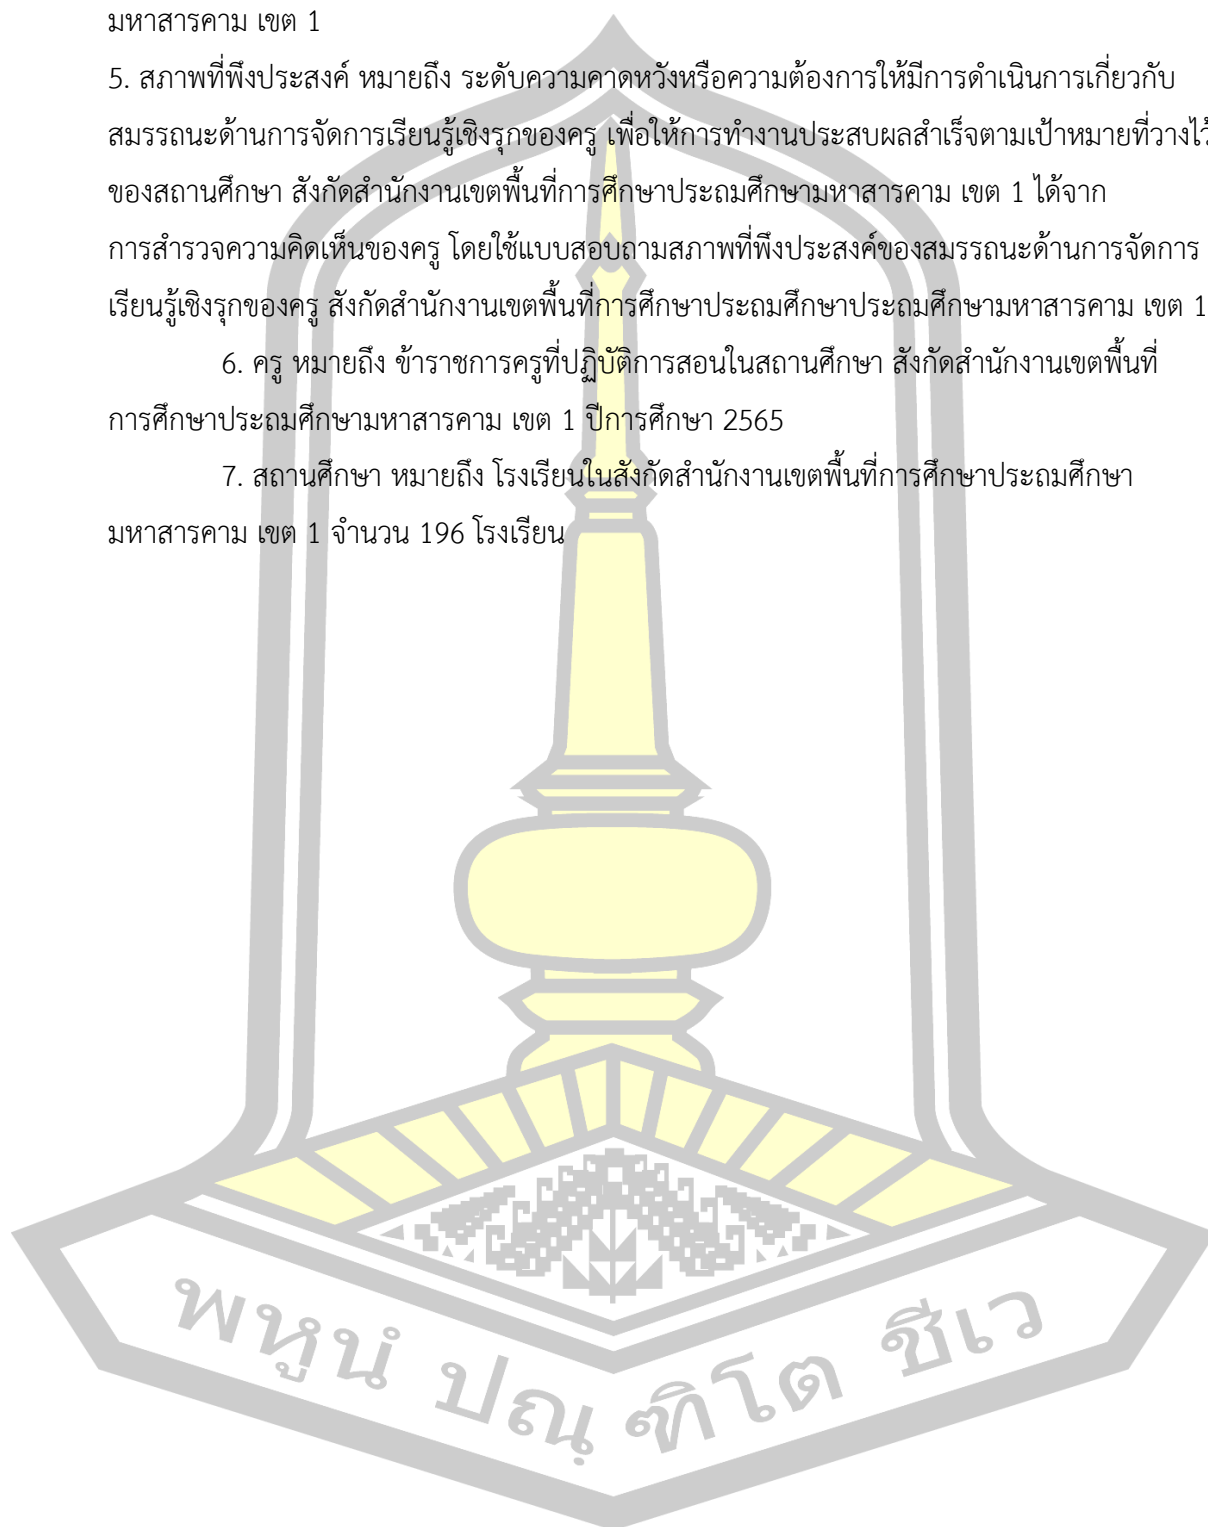 มหาสารคาม เขต 1
5. สภาพที่พึงประสงค์ หมายถึง ระดับความคาดหวังหรือความต้องการให้มีการดำเนินการเกี่ยวกับ
สมรรถนะด้านการจัดการเรียนรู้เชิงรุกของครู เพื่อให้การทำงานประสบผลสำเร็จตามเป้าหมายที่วางไว้
ของสถานศึกษา สังกัดสำนักงานเขตพื้นที่การศึกษาประถมศึกษามหาสารคาม เขต 1 ได้จาก
การสำรวจความคิดเห็นของครู โดยใช้แบบสอบถามสภาพที่พึงประสงค์ของสมรรถนะด้านการจัดการ
เรียนรู้เชิงรุกของครู สังกัดสำนักงานเขตพื้นที่การศึกษาประถมศึกษาประถมศึกษามหาสารคาม เขต 1
6. ครู หมายถึง ข้าราชการครูที่ปฏิบัติการสอนในสถานศึกษา สังกัดสำนักงานเขตพื้นที่
การศึกษาประถมศึกษามหาสารคาม เขต 1 ปีการศึกษา 2565
7. สถานศึกษา หมายถึง โรงเรียนในสังกัดสำนักงานเขตพื้นที่การศึกษาประถมศึกษา
มหาสารคาม เขต 1 จำนวน 196 โรงเรียน
พหูนํ ปณฺฑิโต ชีเว